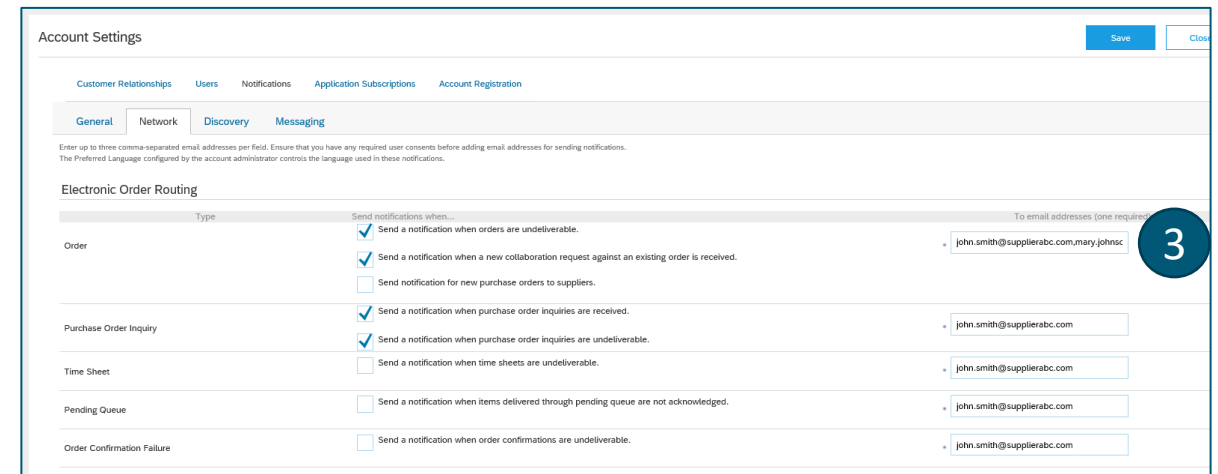 Account Settings
Save
Close
Customer Relationships Users Notifications Application Subscriptions Account Registration
General Network Discovery Messaging
Enter up to three comma-separated email addresses per field. Ensure that you have any required user consents before adding email addresses for sending notifications.
The Preferred Language configured by the account administrator controls the language used in these notifications.
Electronic Order Routing
Type Send notifications when... To email addresses (one required)
Order
Send a notification when orders are undeliverable.
Send a notification when a new collaboration request against an existing order is received.
Send notification for new purchase orders to suppliers.
* john.smith@supplierabc.com,mary.johnsc
3
Purchase Order Inquiry
Send a notification when purchase order inquiries are received.
Send a notification when purchase order inquiries are undeliverable.
* john.smith@supplierabc.com
Time Sheet
Send a notification when time sheets are undeliverable.
* john.smith@supplierabc.com
Pending Queue
Send a notification when items delivered through pending queue are not acknowledged.
* john.smith@supplierabc.com
Order Confirmation Failure
Send a notification when order confirmations are undeliverable.
* john.smith@supplierabc.com